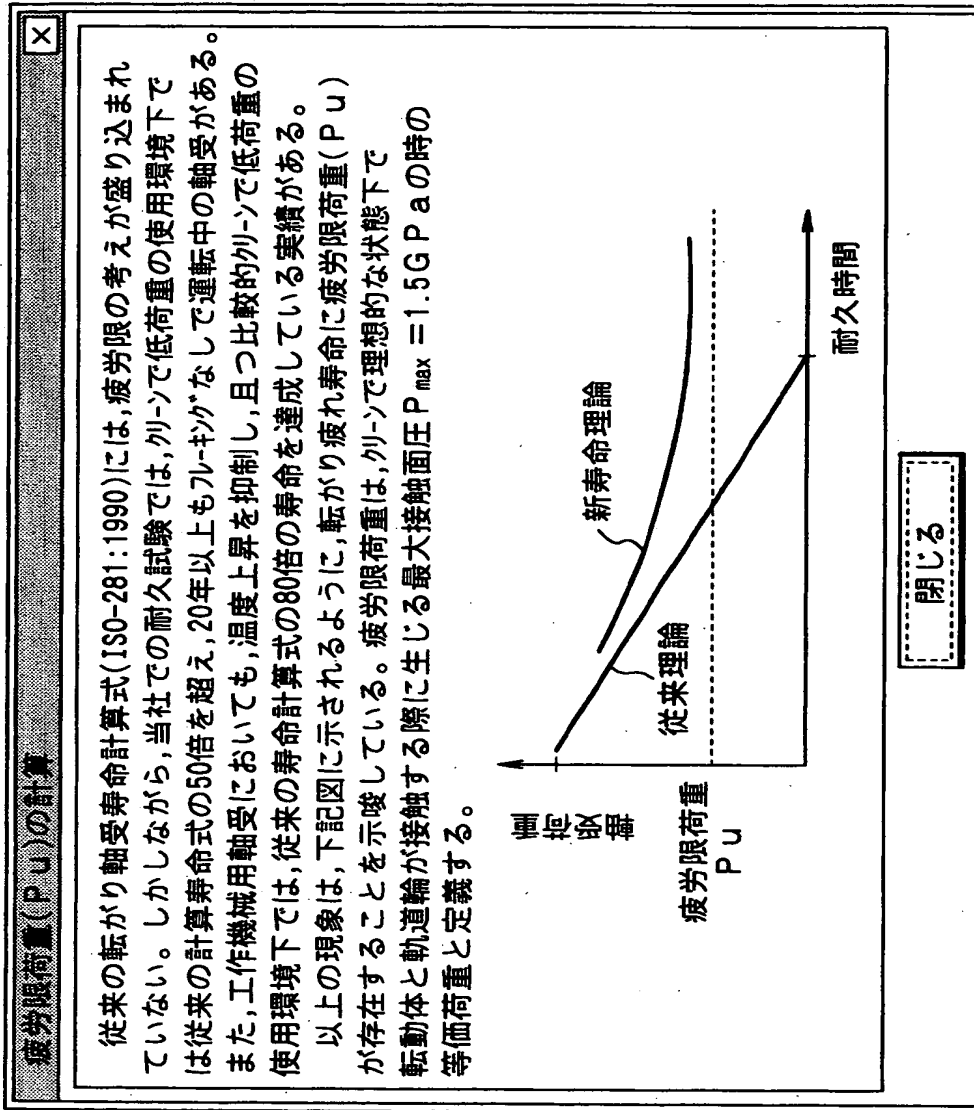 疲労限荷重(Pu)の計算
×
従来の転がり軸受寿命計算式(ISO-281:1990)には,疲労限の考えが盛り込まれ
ていない。しかしながら,当社での耐久試験では,クリーンで低荷重の使用環境下で
は従来の計算寿命式の50倍を超え,20年以上もフレーキングなしで運転中の軸受がある。
また,工作機械用軸受においても,温度上昇を抑制し,且つ比較的クリーンで低荷重の
使用環境下では,従来の寿命計算式の80倍の寿命を達成している実績がある。
以上の現象は,下記図に示されるように,転がり疲れ寿命に疲労限荷重(Pu)
が存在することを示唆している。疲労限荷重は,クリーンで理想的な状態下で
転動体と軌道輪が接触する際に生じる最大接触面圧Pmax=1.5GPaの時の
等価荷重と定義する。
新寿命理論
従来理論
疲労限荷重
Pu
耐久時間
閉じる